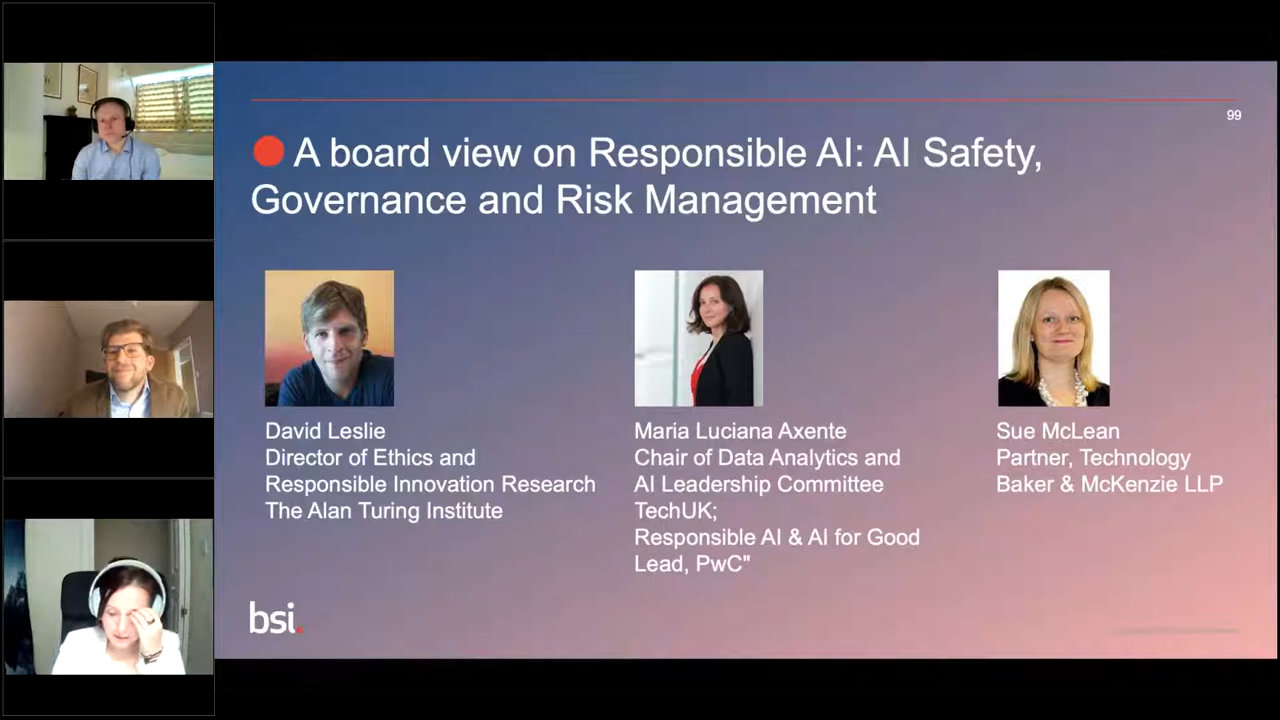 99
A board view on Responsible AI: AI Safety,
Governance and Risk Management
David Leslie
Director of Ethics and
Responsible Innovation Research
The Alan Turing Institute
Maria Luciana Axente
Chair of Data Analytics and
AI Leadership Committee
TechUK;
Responsible AI & AI for Good
Lead, PwC"
Sue McLean
Partner, Technology
Baker & McKenzie LLP
bsi.